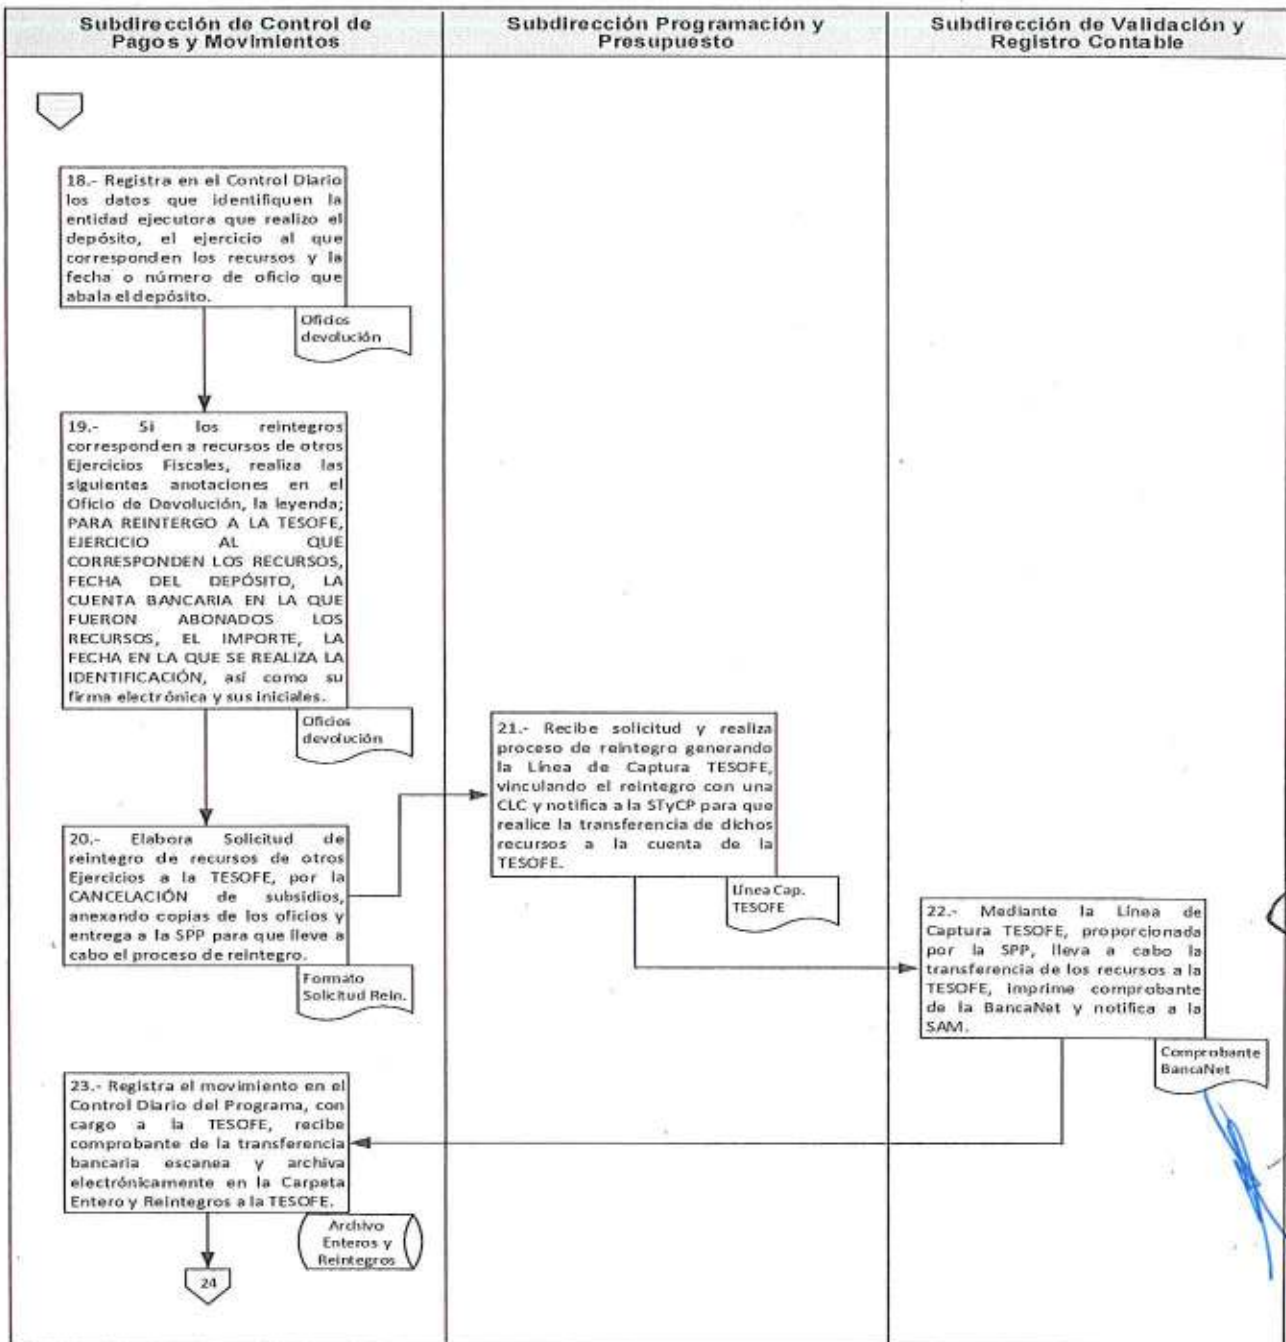 Subdirección de Control de
Pagos y Movimientos
Subdirección Programación y
Presupuesto
Subdirección de Validación y
Registro Contable
18.- Registra en el Control Diario
los datos que identifiquen la
entidad ejecutora que realizo el
depósito, el ejercicio al que
corresponden los recursos y la
fecha o número de oficio que
abala el depósito.
Oficios
devolución
19.- Si los reintegros
corresponden a recursos de otros
Ejercicios Fiscales, realiza las
siguientes anotaciones en el
Oficio de Devolución, la leyenda;
PARA REINTERGO A LA TESOFE,
EJERCICIO AL QUE
CORRESPONDEN LOS RECURSOS,
FECHA DEL DEPÓSITO, LA
CUENTA BANCARIA EN LA QUE
FUERON ABONADOS LOS
RECURSOS, EL IMPORTE, LA
FECHA EN LA QUE SE REALIZA LA
IDENTIFICACIÓN, así como su
firma electrónica y sus iniciales.
Oficios
devolución
20.- Elabora Solicitud de
reintegro de recursos de otros
Ejercicios a la TESOFE, por la
CANCELACIÓN de subsidios,
anexando copias de los oficios y
entrega a la SPP para que lleve a
cabo el proceso de reintegro.
Formato
Solicitud Rein.
21.- Recibe solicitud y realiza
proceso de reintegro generando
la Línea de Captura TESOFE,
vinculando el reintegro con una
CLC y notifica a la STyCP para que
realice la transferencia de dichos
recursos a la cuenta de la
TESOFE.
Línea Cap.
TESOFE
22.- Mediante la Línea de
Captura TESOFE, proporcionada
por la SPP, lleva a cabo la
transferencia de los recursos a la
TESOFE, imprime comprobante
de la BancaNet y notifica a la
SAM.
Comprobante
BancaNet
23.- Registra el movimiento en el
Control Diario del Programa, con
cargo a la TESOFE, recibe
comprobante de la transferencia
bancaria escanea y archiva
electrónicamente en la Carpeta
Entero y Reintegros a la TESOFE.
Archivo
Enteros y
Reintegros
24